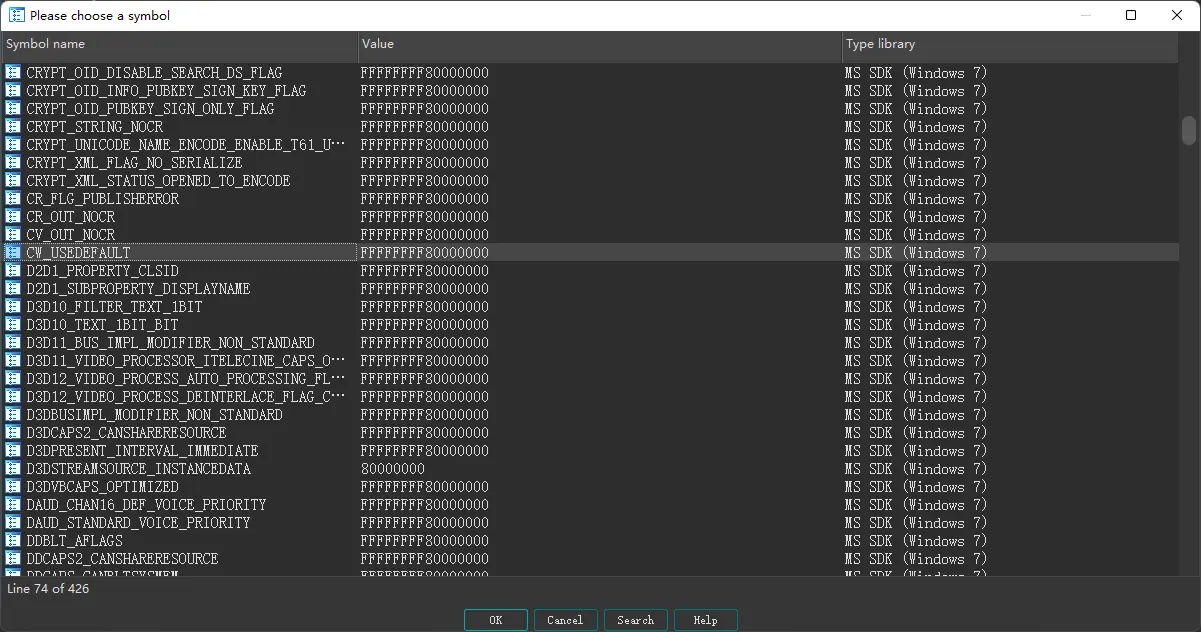 Please choose a symbol
Symbol name Value Type library
CRYPT_OID_DISABLE_SEARCH_DS_FLAG FFFFFFFF80000000 MS SDK (Windows 7)
CRYPT_OID_INFO_PUBKEY_SIGN_KEY_FLAG FFFFFFFF80000000 MS SDK (Windows 7)
CRYPT_OID_PUBKEY_SIGN_ONLY_FLAG FFFFFFFF80000000 MS SDK (Windows 7)
CRYPT_STRING_NOCR FFFFFFFF80000000 MS SDK (Windows 7)
CRYPT_UNICODE_NAME_ENCODE_ENABLE_T61_U… FFFFFFFF80000000 MS SDK (Windows 7)
CRYPT_XML_FLAG_NO_SERIALIZE FFFFFFFF80000000 MS SDK (Windows 7)
CRYPT_XML_STATUS_OPENED_TO_ENCODE FFFFFFFF80000000 MS SDK (Windows 7)
CR_FLG_PUBLISHERROR FFFFFFFF80000000 MS SDK (Windows 7)
CR_OUT_NOCR FFFFFFFF80000000 MS SDK (Windows 7)
CV_OUT_NOCR FFFFFFFF80000000 MS SDK (Windows 7)
CW_USEDEFAULT FFFFFFFF80000000 MS SDK (Windows 7)
D2D1_PROPERTY_CLSID FFFFFFFF80000000 MS SDK (Windows 7)
D2D1_SUBPROPERTY_DISPLAYNAME FFFFFFFF80000000 MS SDK (Windows 7)
D3D10_FILTER_TEXT_1BIT FFFFFFFF80000000 MS SDK (Windows 7)
D3D10_TEXT_1BIT_BIT FFFFFFFF80000000 MS SDK (Windows 7)
D3D11_BUS_IMPL_MODIFIER_NON_STANDARD FFFFFFFF80000000 MS SDK (Windows 7)
D3D11_VIDEO_PROCESSOR_ITELECINE_CAPS_O… FFFFFFFF80000000 MS SDK (Windows 7)
D3D12_VIDEO_PROCESS_AUTO_PROCESSING_FL… FFFFFFFF80000000 MS SDK (Windows 7)
D3D12_VIDEO_PROCESS_DEINTERLACE_FLAG_C… FFFFFFFF80000000 MS SDK (Windows 7)
D3DBUSIMPL_MODIFIER_NON_STANDARD FFFFFFFF80000000 MS SDK (Windows 7)
D3DCAPS2_CANSHARERESOURCE FFFFFFFF80000000 MS SDK (Windows 7)
D3DPRESENT_INTERVAL_IMMEDIATE FFFFFFFF80000000 MS SDK (Windows 7)
D3DSTREAMSOURCE_INSTANCEDATA 80000000 MS SDK (Windows 7)
D3DVBCAPS_OPTIMIZED FFFFFFFF80000000 MS SDK (Windows 7)
DAUD_CHAN16_DEF_VOICE_PRIORITY FFFFFFFF80000000 MS SDK (Windows 7)
DAUD_STANDARD_VOICE_PRIORITY FFFFFFFF80000000 MS SDK (Windows 7)
DDBLT_AFLAGS FFFFFFFF80000000 MS SDK (Windows 7)
DDCAPS2_CANSHARERESOURCE FFFFFFFF80000000 MS SDK (Windows 7)
DDCAPS_CANBLTSYSMEM FFFFFFFF80000000 MS SDK (Windows 7)
Line 74 of 426
OK Cancel Search Help